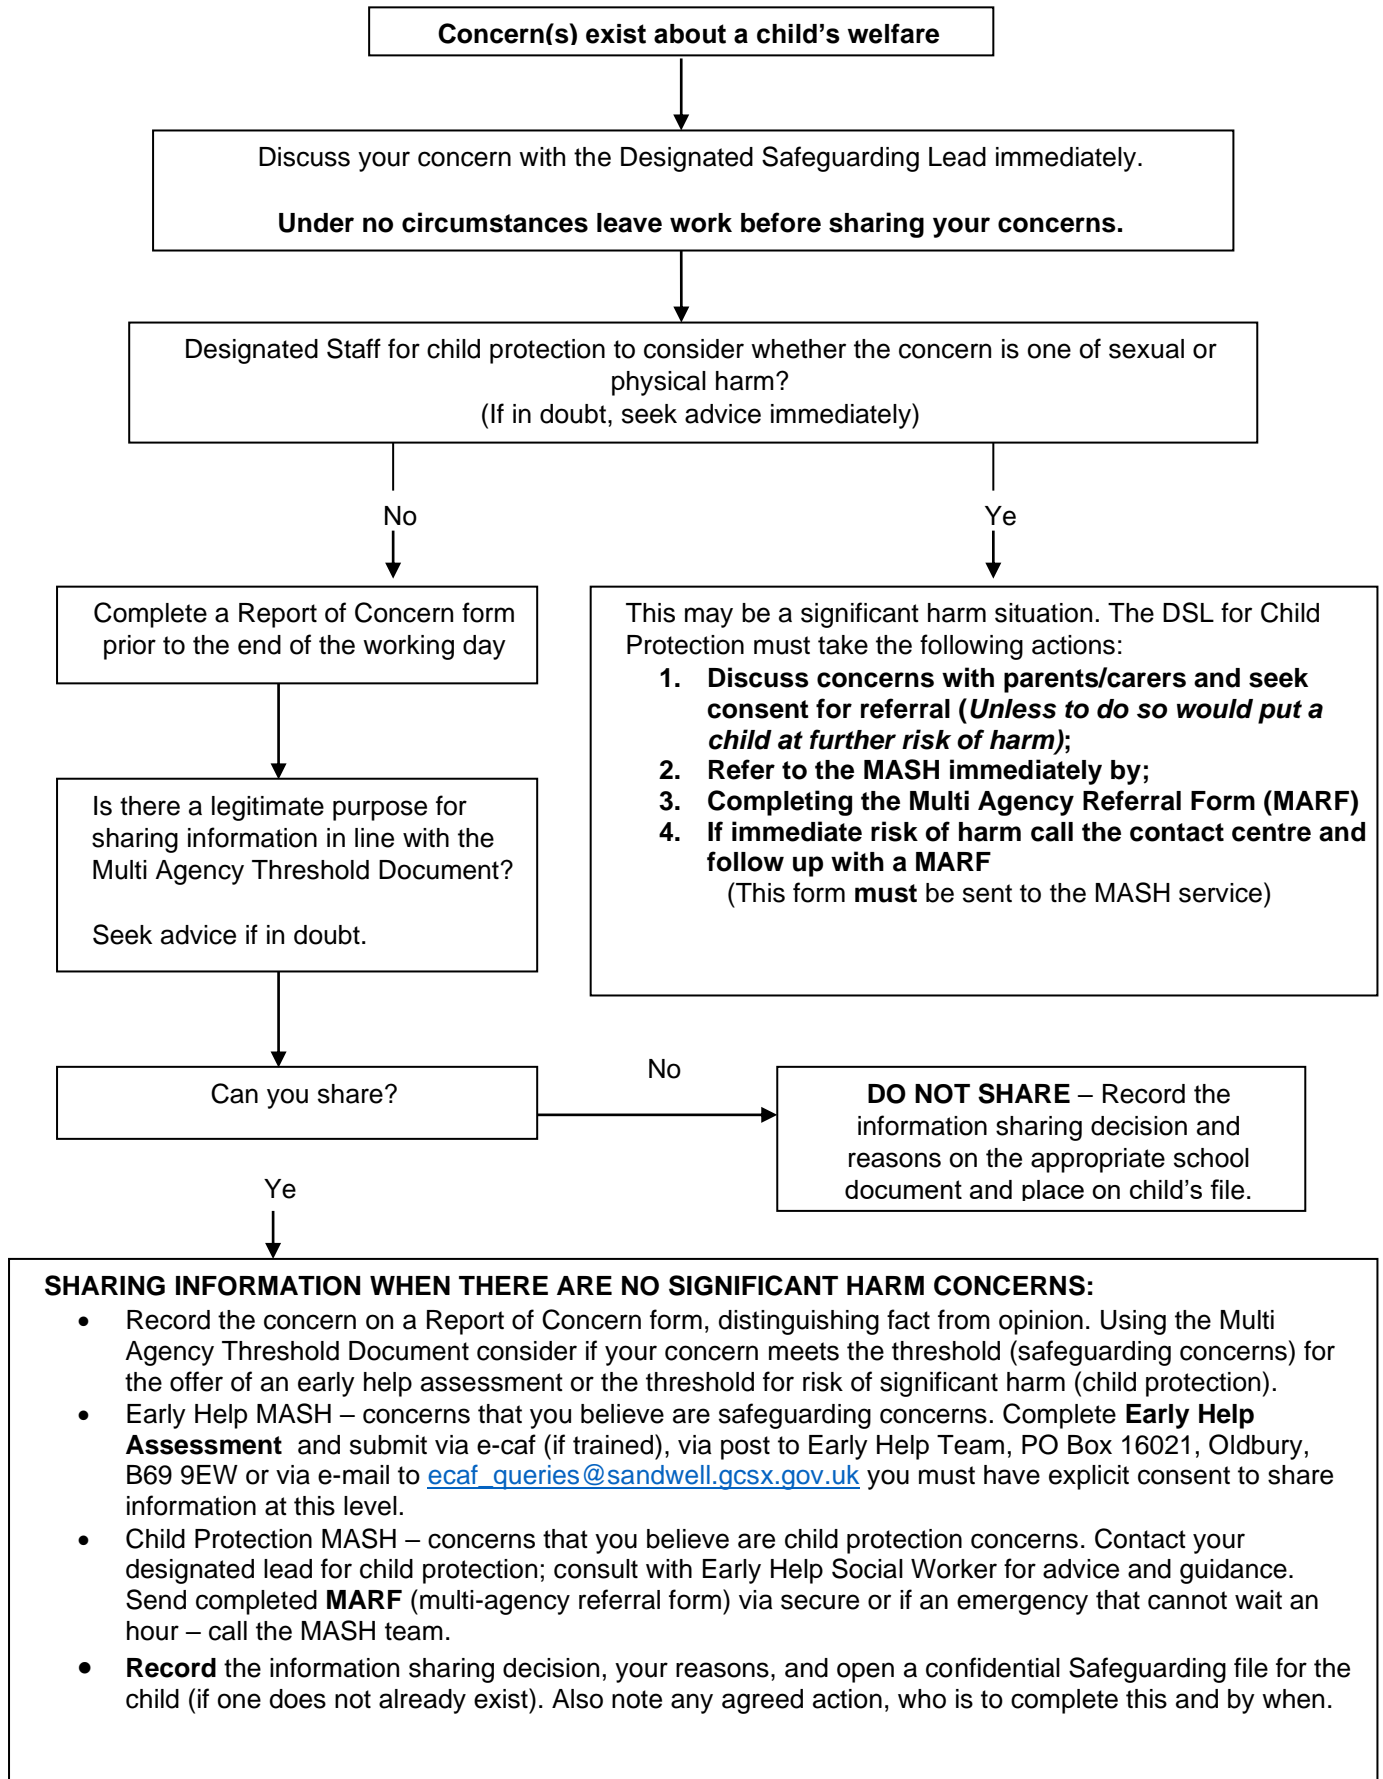 Concern(s) exist about a child's welfare
Discuss your concern with the Designated Safeguarding Lead immediately.
Under no circumstances leave work before sharing your concerns.
Designated Staff for child protection to consider whether the concern is one of sexual or
physical harm?
(If in doubt, seek advice immediately)
No
Ye
Complete a Report of Concern form
prior to the end of the working day
This may be a significant harm situation. The DSL for Child
Protection must take the following actions:
1. Discuss concerns with parents/carers and seek
consent for referral (Unless to do so would put a
child at further risk of harm);
2. Refer to the MASH immediately by;
3. Completing the Multi Agency Referral Form (MARF)
4. If immediate risk of harm call the contact centre and
follow up with a MARF
(This form must be sent to the MASH service)
Is there a legitimate purpose for
sharing information in line with the
Multi Agency Threshold Document?
Seek advice if in doubt.
Can you share?
No
DO NOT SHARE – Record the
information sharing decision and
reasons on the appropriate school
document and place on child's file.
Ye
SHARING INFORMATION WHEN THERE ARE NO SIGNIFICANT HARM CONCERNS:
• Record the concern on a Report of Concern form, distinguishing fact from opinion. Using the Multi
Agency Threshold Document consider if your concern meets the threshold (safeguarding concerns) for
the offer of an early help assessment or the threshold for risk of significant harm (child protection).
• Early Help MASH – concerns that you believe are safeguarding concerns. Complete Early Help
Assessment and submit via e-caf (if trained), via post to Early Help Team, PO Box 16021, Oldbury,
B69 9EW or via e-mail to ecaf_queries@sandwell.gcsx.gov.uk you must have explicit consent to share
information at this level.
• Child Protection MASH – concerns that you believe are child protection concerns. Contact your
designated lead for child protection; consult with Early Help Social Worker for advice and guidance.
Send completed MARF (multi-agency referral form) via secure or if an emergency that cannot wait an
hour – call the MASH team.
• Record the information sharing decision, your reasons, and open a confidential Safeguarding file for the
child (if one does not already exist). Also note any agreed action, who is to complete this and by when.